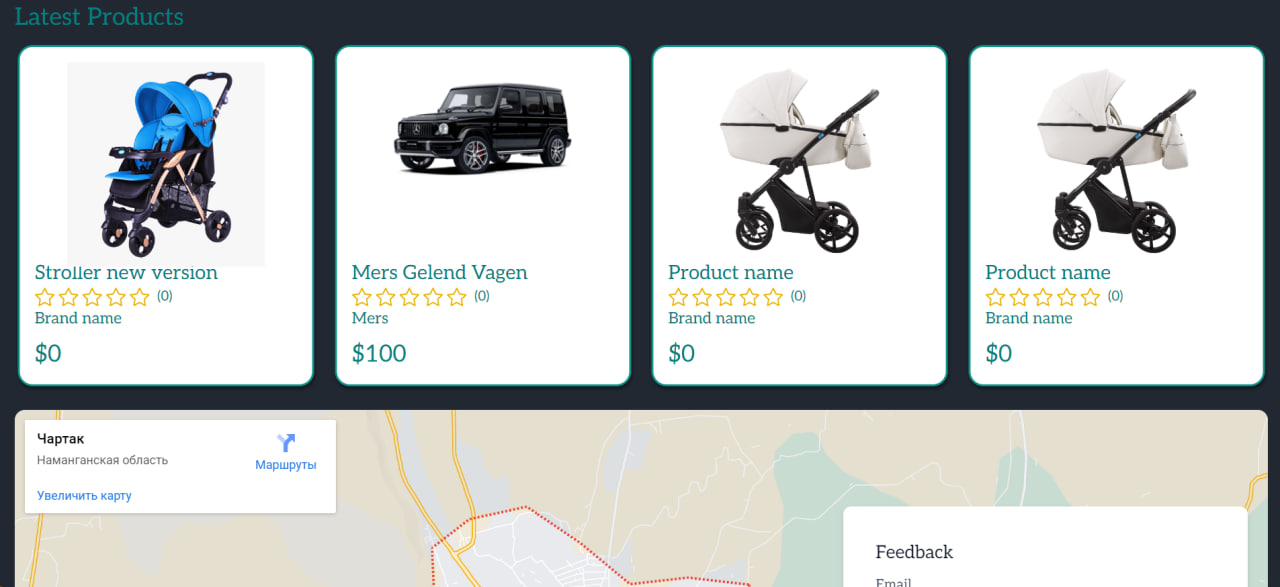 Latest Products
Stroller new version
(0)
Brand name
$0
Mers Gelend Vagen
(0)
Mers
$100
Product name
(0)
Brand name
$0
Product name
(0)
Brand name
$0
Чартак
Наманганская область
Маршруты
Увеличить карту
Feedback
Email